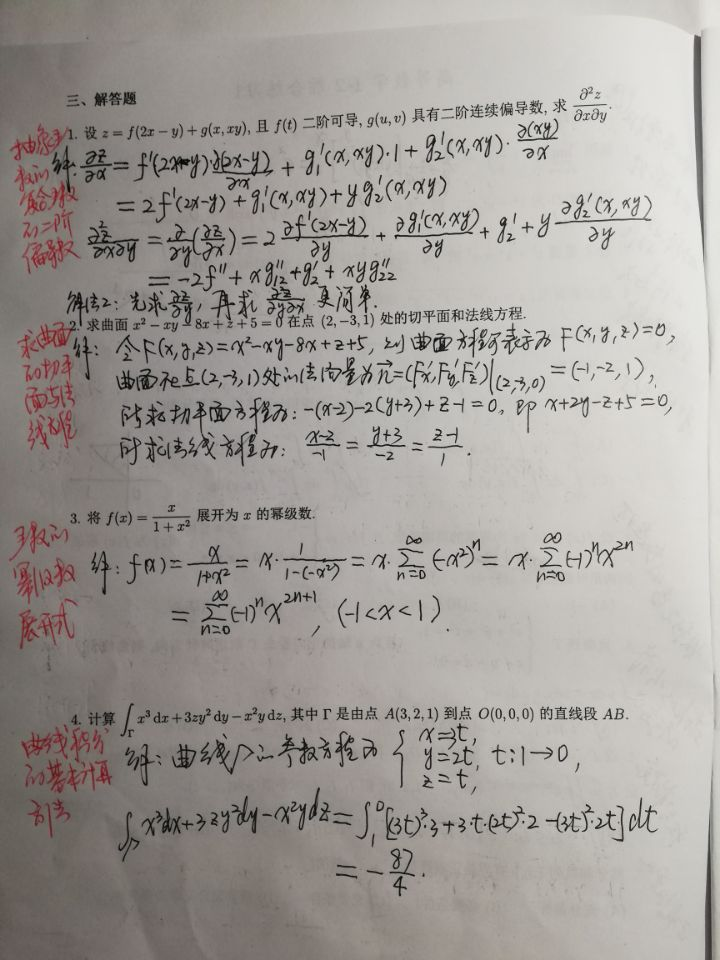 三、解答题
1. 设 z = f(2x − y) + g(x, xy), 且 f(t) 二阶可导, g(u, v) 具有二阶连续偏导数, 求 ∂²z/∂x∂y.
抽象函数的复合函数的二阶偏导数
解: ∂z/∂x = f'(2x-y)·∂(2x-y)/∂x + g₁'(x,xy)·1 + g₂'(x,xy)·∂(xy)/∂x
= 2f'(2x-y) + g₁'(x,xy) + y g₂'(x,xy)
∂²z/∂x∂y = ∂/∂y(∂z/∂x) = 2 ∂f'(2x-y)/∂y + ∂g₁'(x,xy)/∂y + g₂' + y ∂g₂'(x,xy)/∂y
= -2f'' + x g₁₂'' + g₂' + xy g₂₂''
解法2: 先求 ∂z/∂y, 再求 ∂²z/∂y∂x 更简单.
2. 求曲面 x² − xy − 8x + z + 5 = 0 在点 (2, −3, 1) 处的切平面和法线方程.
求曲面的切平面与法线方程
解: 令F(x,y,z)=x²-xy-8x+z+5, 则曲面方程可表示为 F(x,y,z)=0,
曲面在点(2,-3,1)处的法向量为 n⃗=(Fx',Fy',Fz')|(2,-3,0) = (-1,-2,1),
所求切平面方程为: -(x-2)-2(y+3)+z-1=0, 即 x+2y-z+5=0,
所求法线方程为: (x-2)/-1 = (y+3)/-2 = (z-1)/1.
3. 将 f(x) = x/(1+x²) 展开为 x 的幂级数.
函数的幂级数展开式
解: f(x) = x/(1+x²) = x·1/(1-(-x²)) = x·∑_{n=0}^{∞}(-x²)ⁿ = x·∑_{n=0}^{∞}(-1)ⁿx²ⁿ
= ∑_{n=0}^{∞}(-1)ⁿx²ⁿ⁺¹, (-1<x<1).
4. 计算 ∫_Γ x³ dx + 3zy² dy − x²y dz, 其中 Γ 是由点 A(3, 2, 1) 到点 O(0, 0, 0) 的直线段 AB.
曲线积分的基本计算方法
解: 曲线Γ的参数方程为 { x=3t, y=2t, z=t, t:1→0,
∫_Γ x³dx+3zy²dy-x²ydz = ∫₁⁰[(3t)³·3+3·t·(2t)²·2-(3t)²·2t]dt
= -87/4.